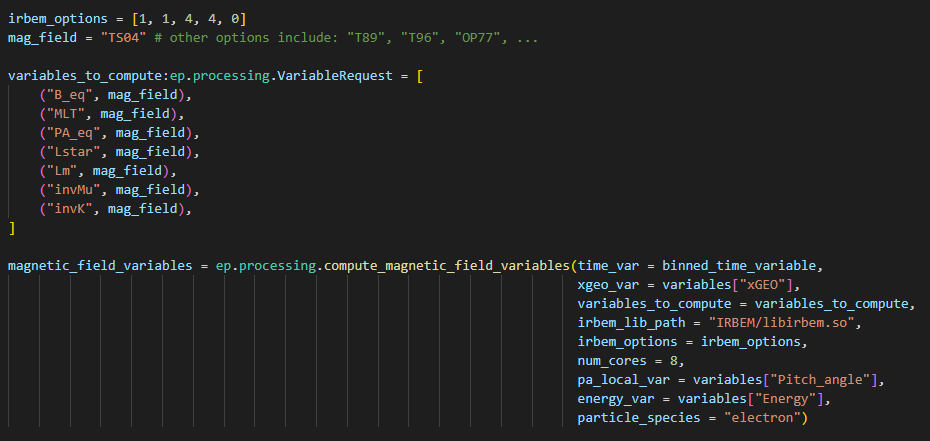 irbem_options = [1, 1, 4, 4, 0]
mag_field = "TS04" # other options include: "T89", "T96", "OP77", ...
variables_to_compute:ep.processing.VariableRequest = [
("B_eq", mag_field),
("MLT", mag_field),
("PA_eq", mag_field),
("Lstar", mag_field),
("Lm", mag_field),
("invMu", mag_field),
("invK", mag_field),
]
magnetic_field_variables = ep.processing.compute_magnetic_field_variables(time_var = binned_time_variable,
xgeo_var = variables["xGEO"],
variables_to_compute = variables_to_compute,
irbem_lib_path = "IRBEM/libirbem.so",
irbem_options = irbem_options,
num_cores = 8,
pa_local_var = variables["Pitch_angle"],
energy_var = variables["Energy"],
particle_species = "electron")